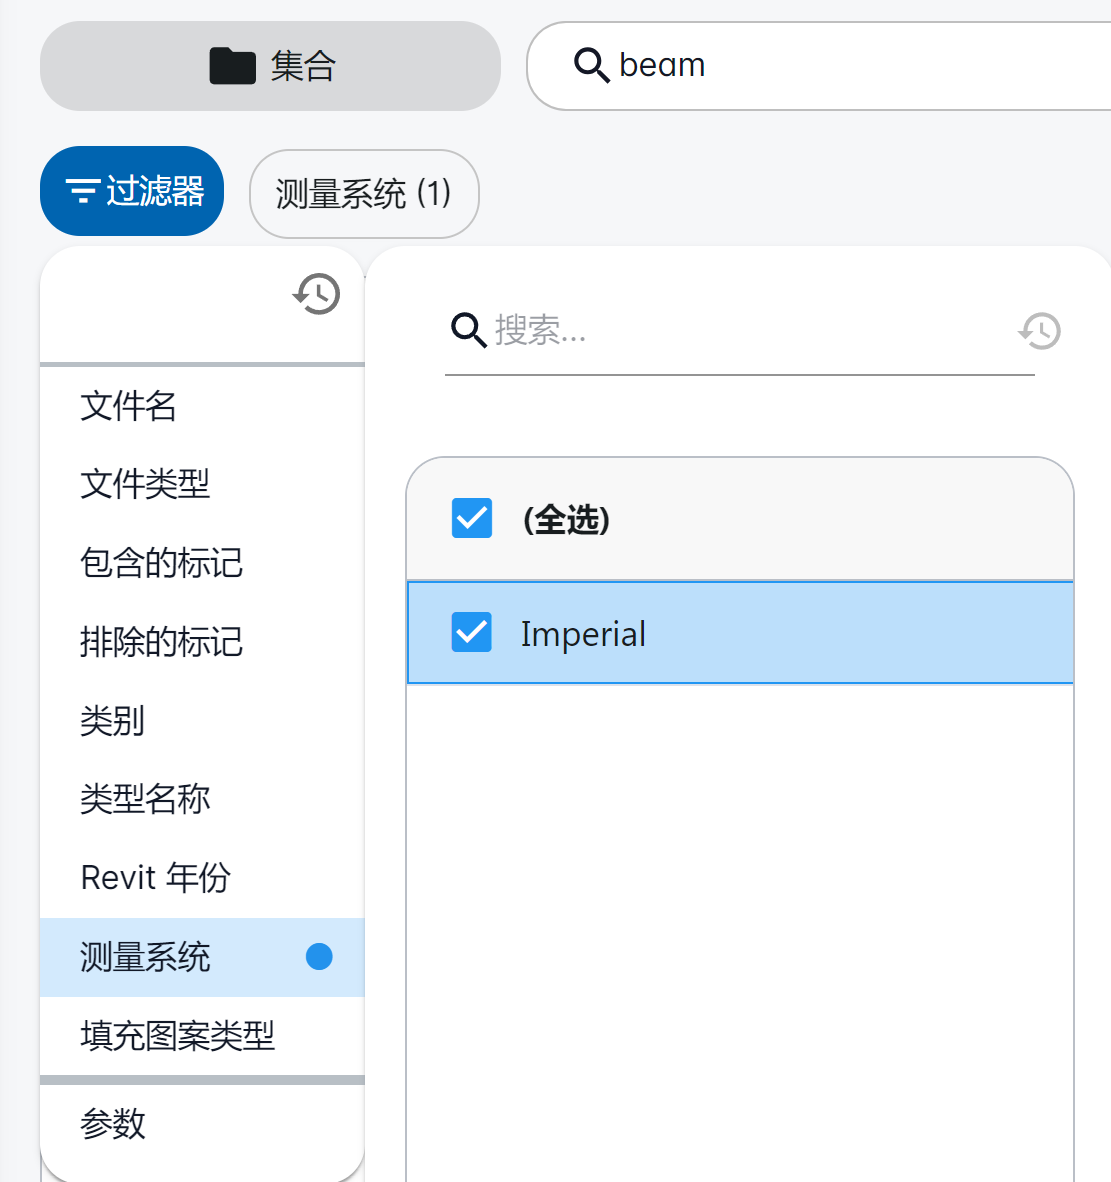 集合
beam
过滤器
测量系统 (1)
搜索...
文件名
文件类型
包含的标记
排除的标记
类别
类型名称
Revit 年份
测量系统
填充图案类型
参数
(全选)
Imperial